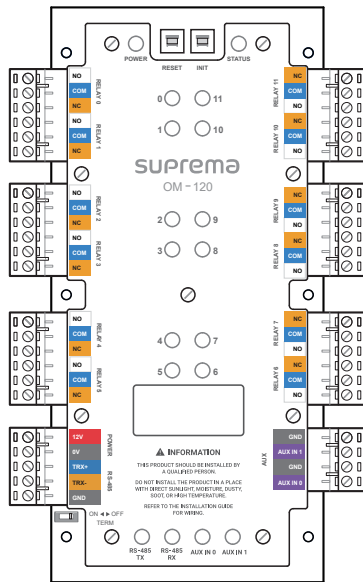 POWER
RESET
INIT
STATUS
NO
COM
NC
RELAY 0
NO
COM
NC
RELAY 1
NC
COM
NO
RELAY 11
NC
COM
NO
RELAY 10
0
11
1
10
suprema
OM-120
NO
COM
NC
RELAY 2
NO
COM
NC
RELAY 3
NC
COM
NO
RELAY 9
NC
COM
NO
RELAY 8
2
9
3
8
NO
COM
NC
RELAY 4
NO
COM
NC
RELAY 5
NC
COM
NO
RELAY 7
NC
COM
NO
RELAY 6
4
7
5
6
12V
0V
POWER
TRX+
TRX-
GND
RS-485
GND
AUX IN 1
GND
AUX IN 0
AUX
INFORMATION
THIS PRODUCT SHOULD BE INSTALLED BY
A QUALIFIED PERSON.
DO NOT INSTALL THE PRODUCT IN A PLACE
WITH DIRECT SUNLIGHT, MOISTURE, DUSTY,
SOOT, OR HIGH TEMPERATURE.
REFER TO THE INSTALLATION GUIDE
FOR WIRING.
ON ◄ ► OFF
TERM
RS-485
TX
RS-485
RX
AUX IN 0
AUX IN 1